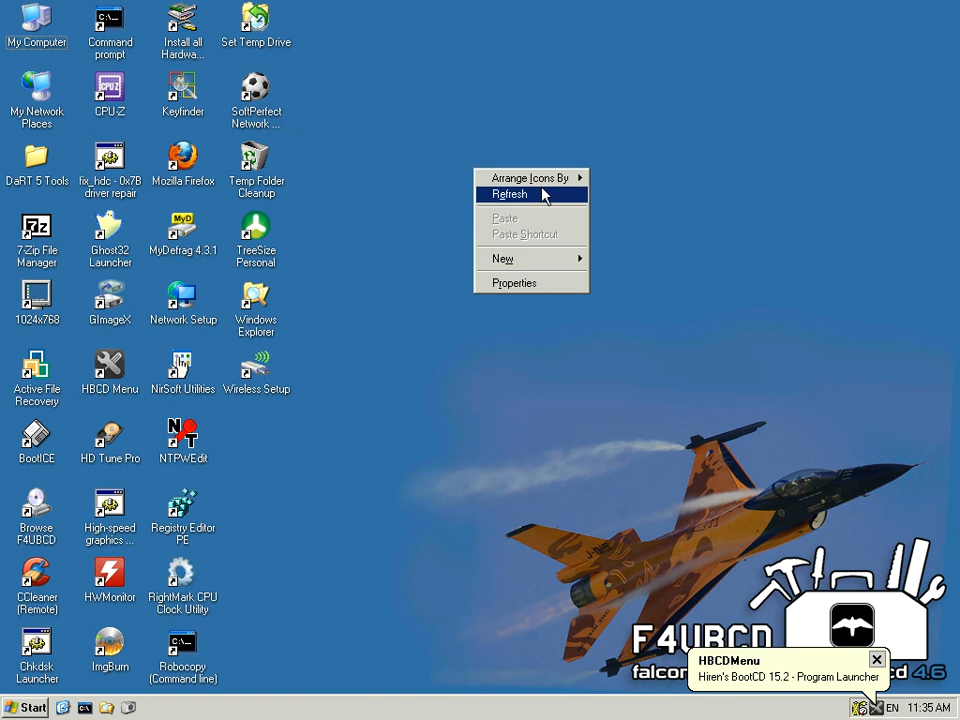 My Computer
Command
prompt
Install all
Hardwa...
Set Temp Drive
My Network
Places
CPU-Z
Keyfinder
SoftPerfect
Network ...
DaRT 5 Tools
fix_hdc - 0x7B
driver repair
Mozilla Firefox
Temp Folder
Cleanup
7-Zip File
Manager
Ghost32
Launcher
MyDefrag 4.3.1
TreeSize
Personal
1024x768
GImageX
Network Setup
Windows
Explorer
Active File
Recovery
HBCD Menu
NirSoft Utilities
Wireless Setup
BootICE
HD Tune Pro
NTPWEdit
Browse
F4UBCD
High-speed
graphics ...
Registry Editor
PE
CCleaner
(Remote)
HWMonitor
RightMark CPU
Clock Utility
Chkdsk
Launcher
ImgBurn
Robocopy
(Command line)
Arrange Icons By
Refresh
Paste
Paste Shortcut
New
Properties
J-015
F4UBCD
4.6
HBCDMenu
Hiren's BootCD 15.2 - Program Launcher
Start
EN
11:35 AM